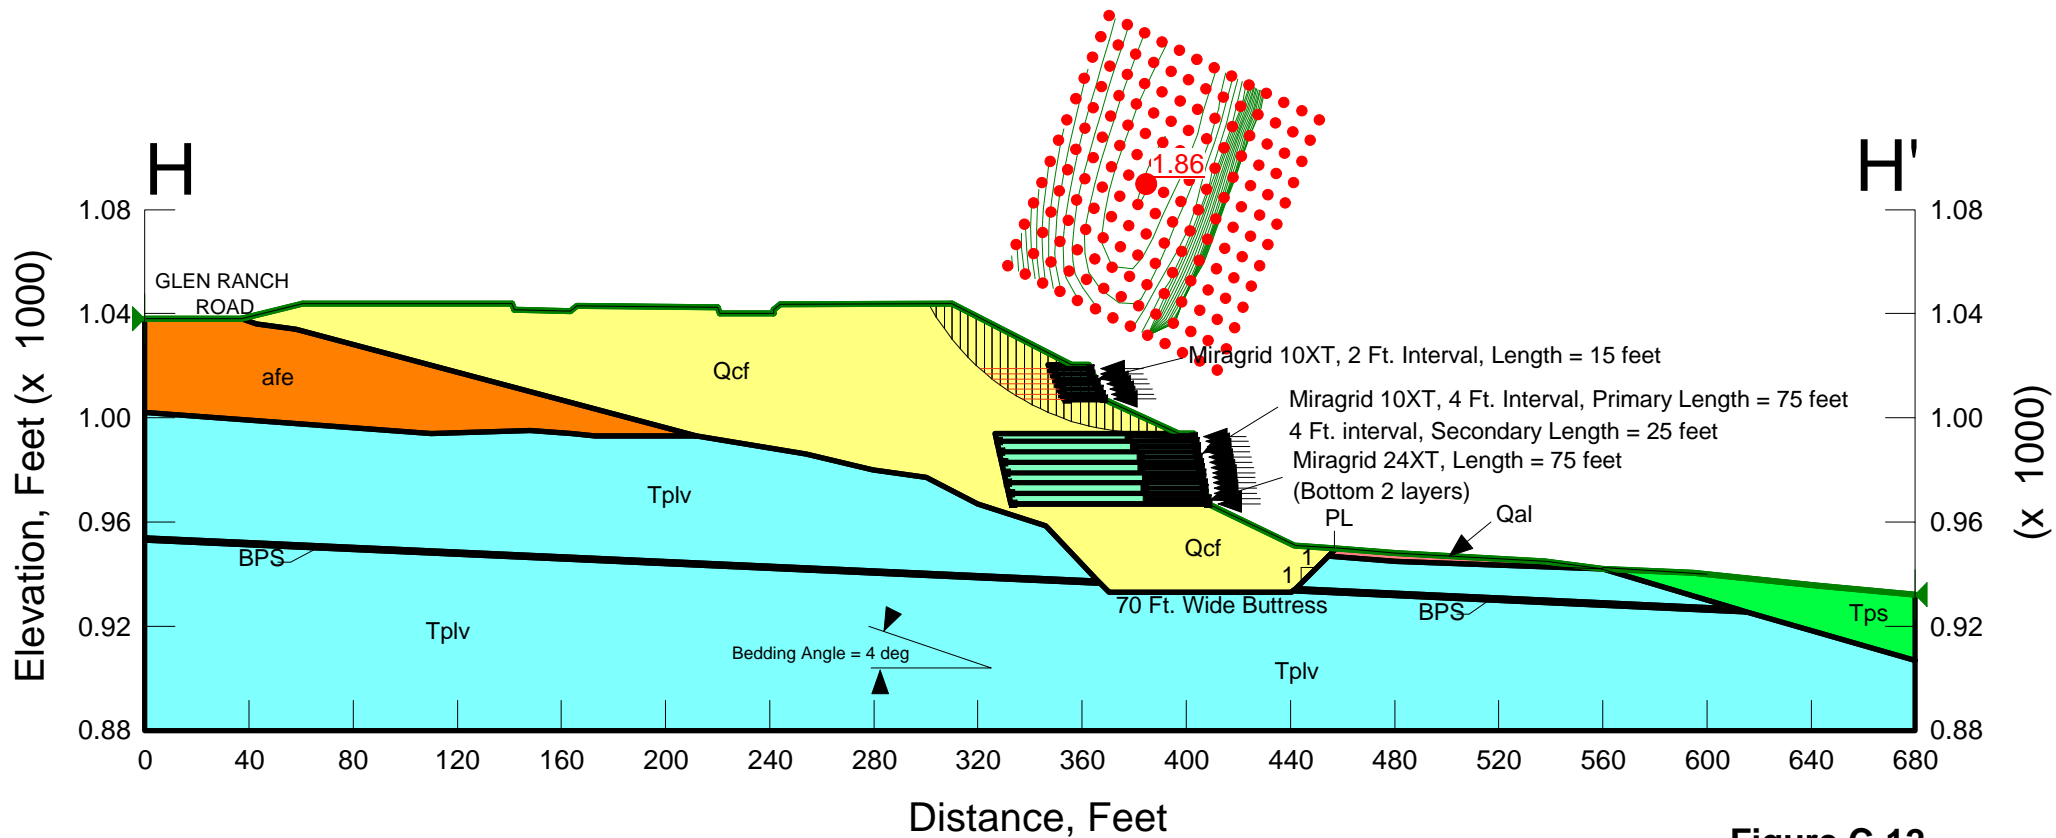 H
H'
1.86
1.08
1.04
1.00
0.96
0.92
0.88
Elevation, Feet (x 1000)
GLEN RANCH
ROAD
afe
Qcf
Tplv
BPS
Tplv
Bedding Angle = 4 deg
Miragrid 10XT, 2 Ft. Interval, Length = 15 feet
Miragrid 10XT, 4 Ft. Interval, Primary Length = 75 feet
4 Ft. interval, Secondary Length = 25 feet
Miragrid 24XT, Length = 75 feet
(Bottom 2 layers)
PL
Qal
Qcf
1
1
70 Ft. Wide Buttress
BPS
Tps
Tplv
1.08
1.04
1.00
0.96
0.92
0.88
(x 1000)
0 40 80 120 160 200 240 280 320 360 400 440 480 520 560 600 640 680
Distance, Feet